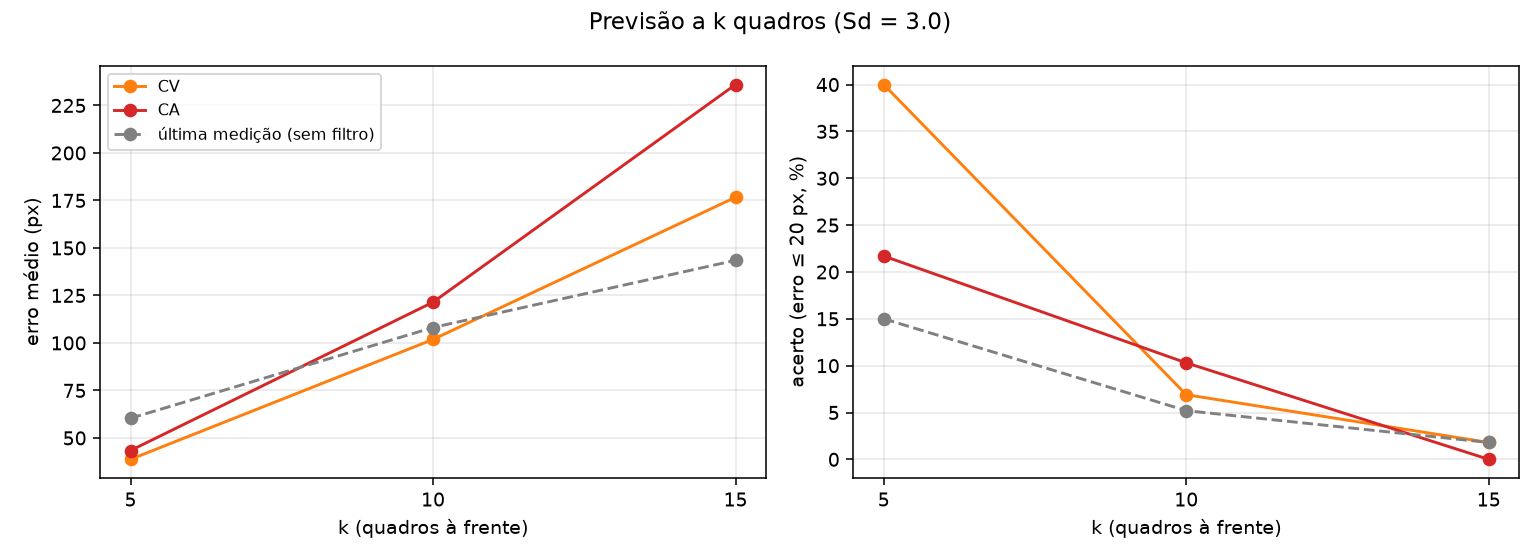 Previsão a k quadros (Sd = 3.0)
CV
CA
última medição (sem filtro)
erro médio (px)
225
200
175
150
125
100
75
50
5
10
15
k (quadros à frente)
acerto (erro ≤ 20 px, %)
40
35
30
25
20
15
10
5
0
5
10
15
k (quadros à frente)